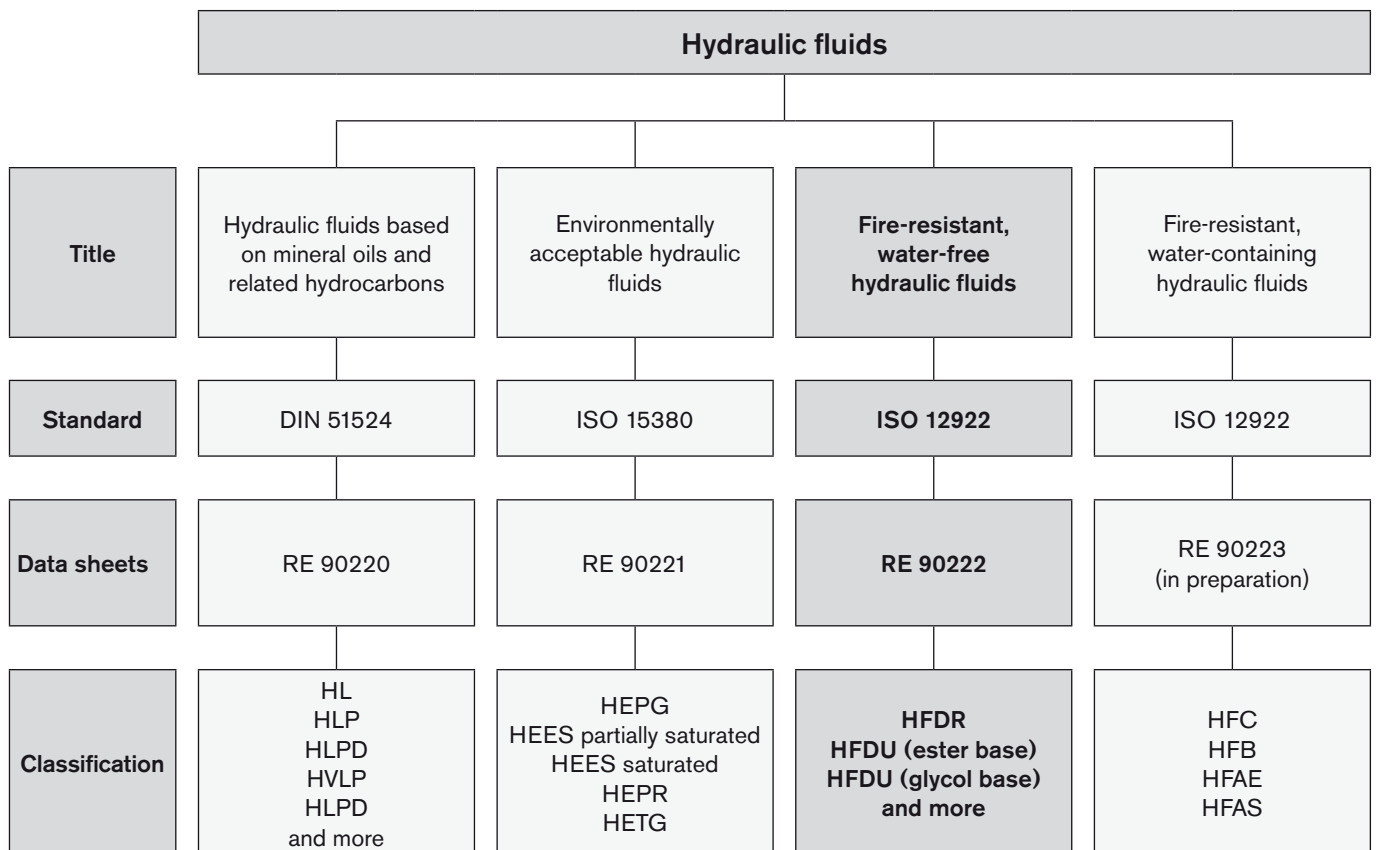 Hydraulic fluids
Title
Hydraulic fluids based
on mineral oils and
related hydrocarbons
Environmentally
acceptable hydraulic
fluids
Fire-resistant,
water-free
hydraulic fluids
Fire-resistant,
water-containing
hydraulic fluids
Standard
DIN 51524
ISO 15380
ISO 12922
ISO 12922
Data sheets
RE 90220
RE 90221
RE 90222
RE 90223
(in preparation)
Classification
HL
HLP
HLPD
HVLP
HLPD
and more
HEPG
HEES partially saturated
HEES saturated
HEPR
HETG
HFDR
HFDU (ester base)
HFDU (glycol base)
and more
HFC
HFB
HFAE
HFAS